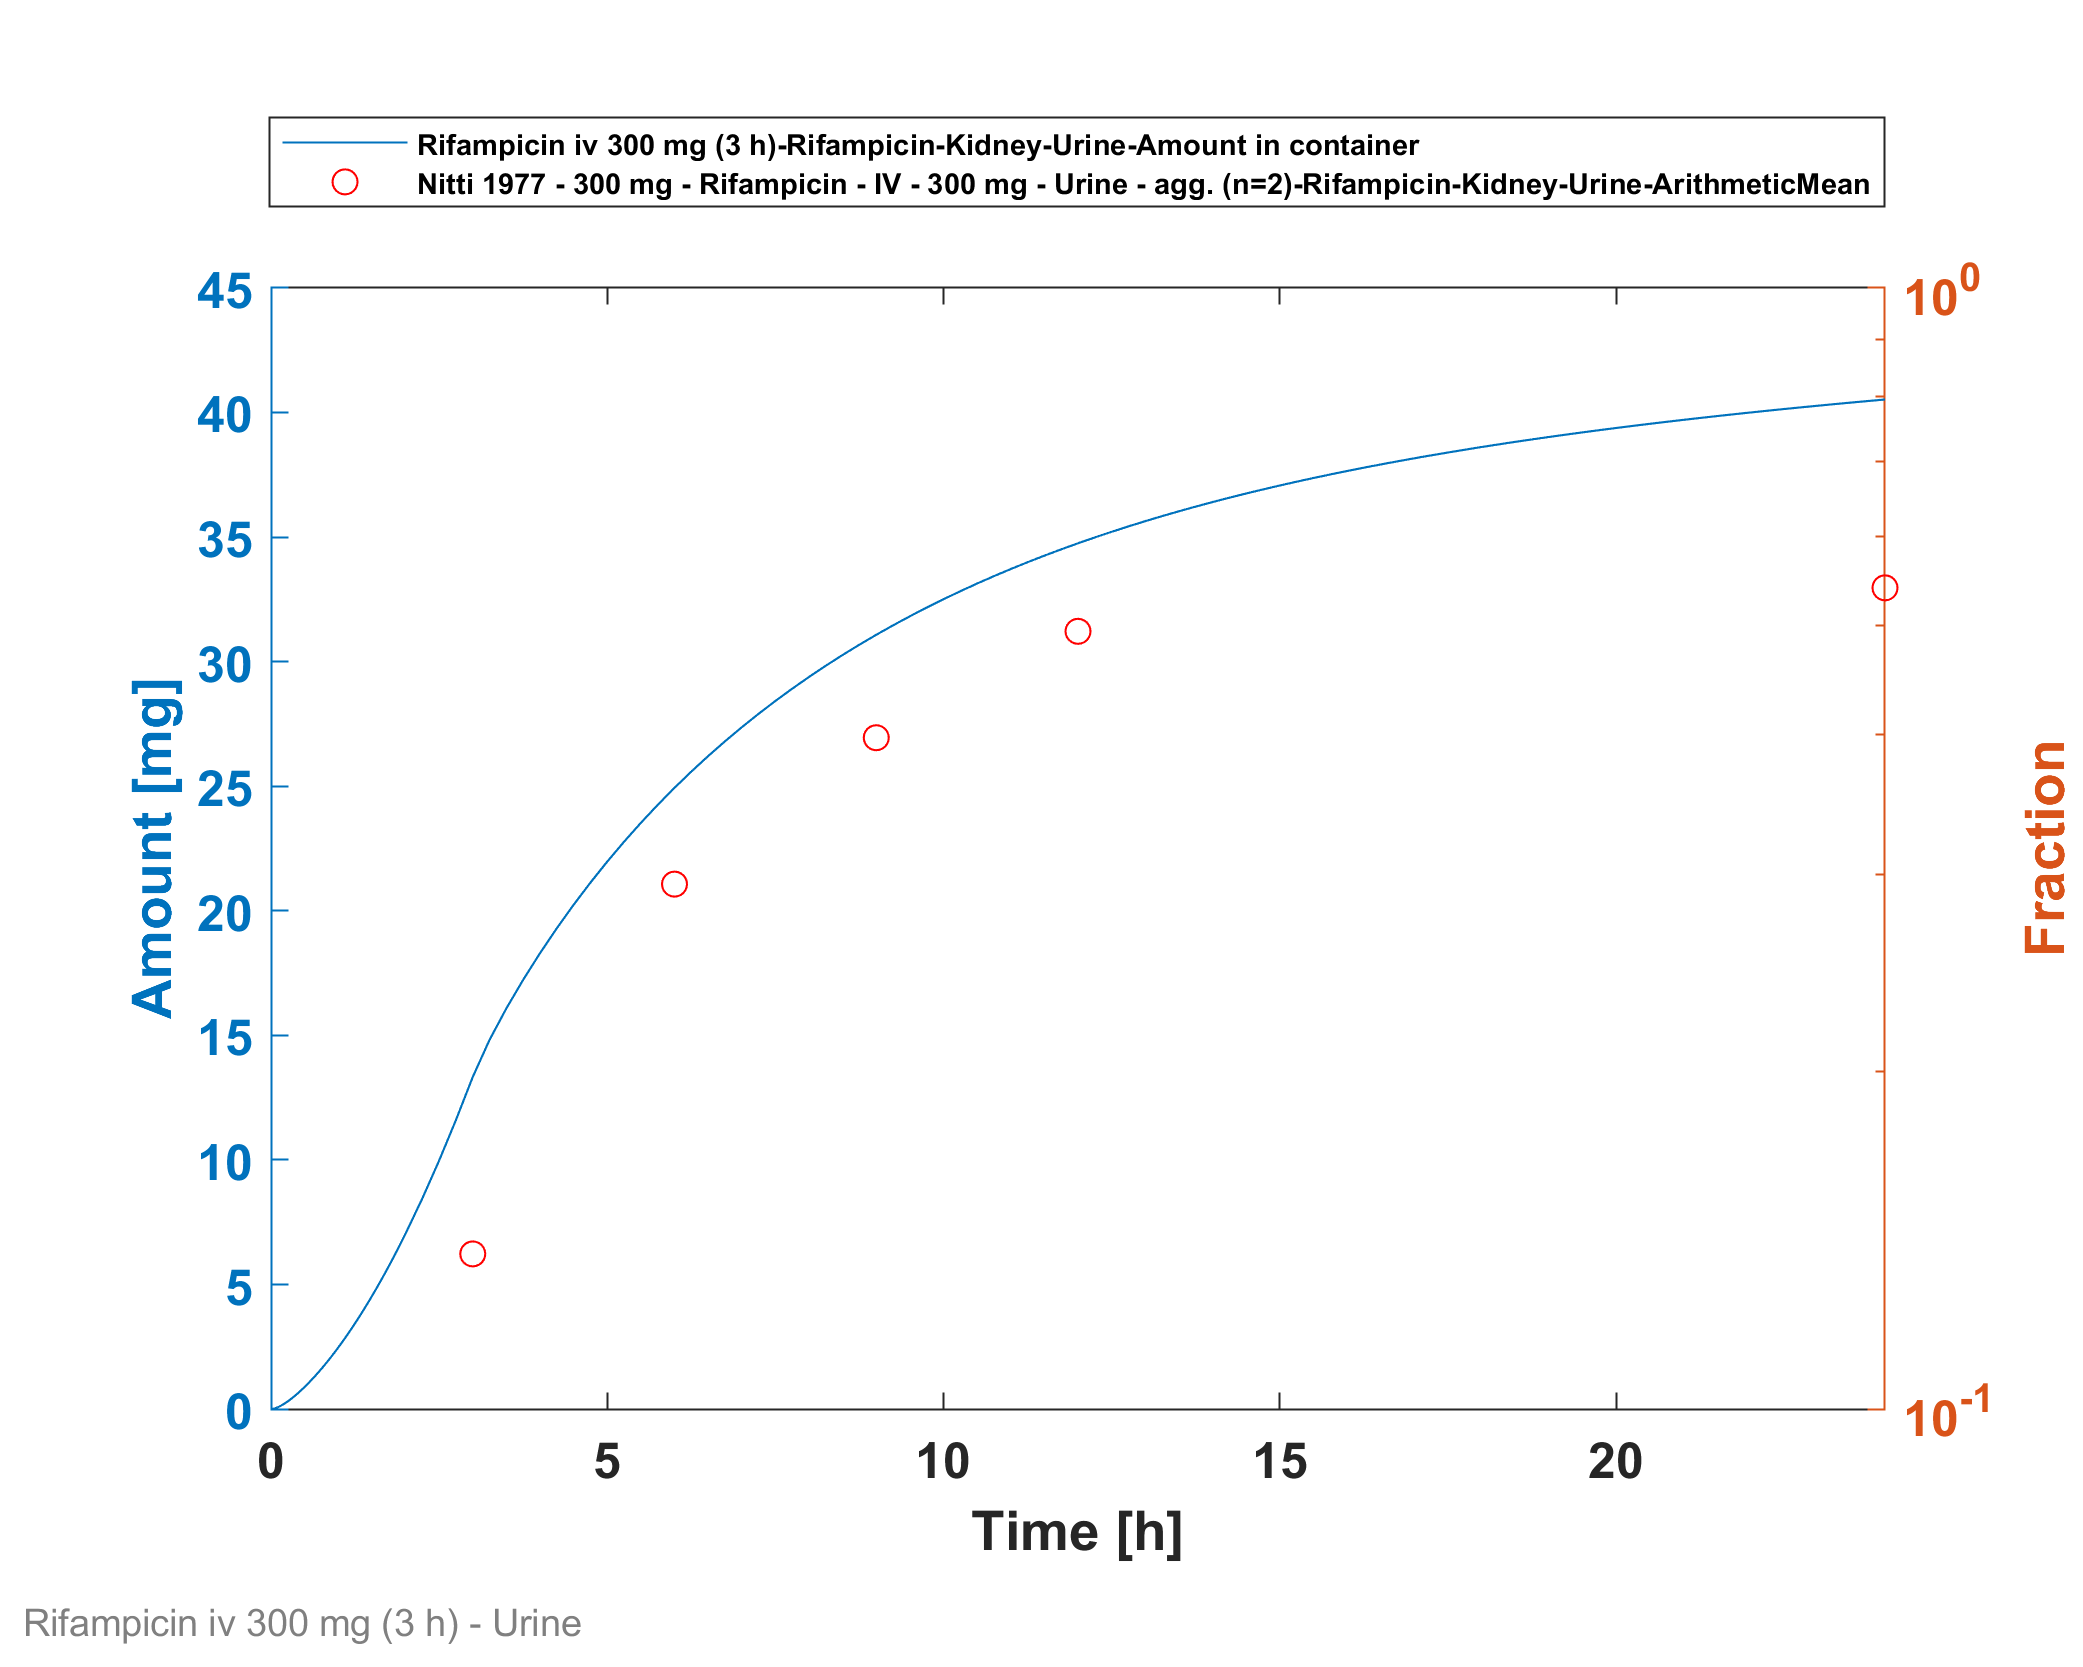 Rifampicin iv 300 mg (3 h)-Rifampicin-Kidney-Urine-Amount in container
Nitti 1977 - 300 mg - Rifampicin - IV - 300 mg - Urine - agg. (n=2)-Rifampicin-Kidney-Urine-ArithmeticMean
45
40
35
30
25
20
15
10
5
0
Amount [mg]
10^0
10^-1
Fraction
0 5 10 15 20
Time [h]
Rifampicin iv 300 mg (3 h) - Urine